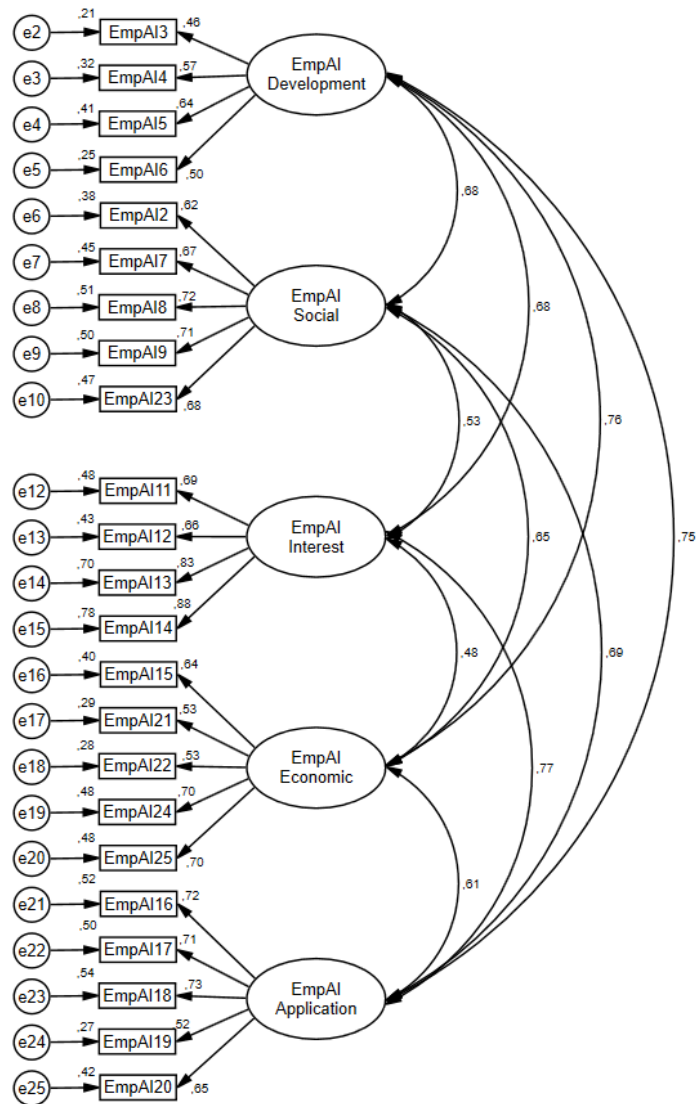 e2 ,21 EmpAI3 ,46
e3 ,32 EmpAI4 ,57
e4 ,41 EmpAI5 ,64
e5 ,25 EmpAI6 ,50
EmpAI
Development
e6 ,38 EmpAI2 ,62
e7 ,45 EmpAI7 ,67
e8 ,51 EmpAI8 ,72
e9 ,50 EmpAI9 ,71
e10 ,47 EmpAI23 ,68
EmpAI
Social
e12 ,48 EmpAI11 ,69
e13 ,43 EmpAI12 ,66
e14 ,70 EmpAI13 ,83
e15 ,78 EmpAI14 ,88
EmpAI
Interest
e16 ,40 EmpAI15 ,64
e17 ,29 EmpAI21 ,53
e18 ,28 EmpAI22 ,53
e19 ,48 EmpAI24 ,70
e20 ,48 EmpAI25 ,70
EmpAI
Economic
e21 ,52 EmpAI16 ,72
e22 ,50 EmpAI17 ,71
e23 ,54 EmpAI18 ,73
e24 ,27 EmpAI19 ,52
e25 ,42 EmpAI20 ,65
EmpAI
Application
,68
,68
,53
,76
,65
,75
,48
,69
,77
,61